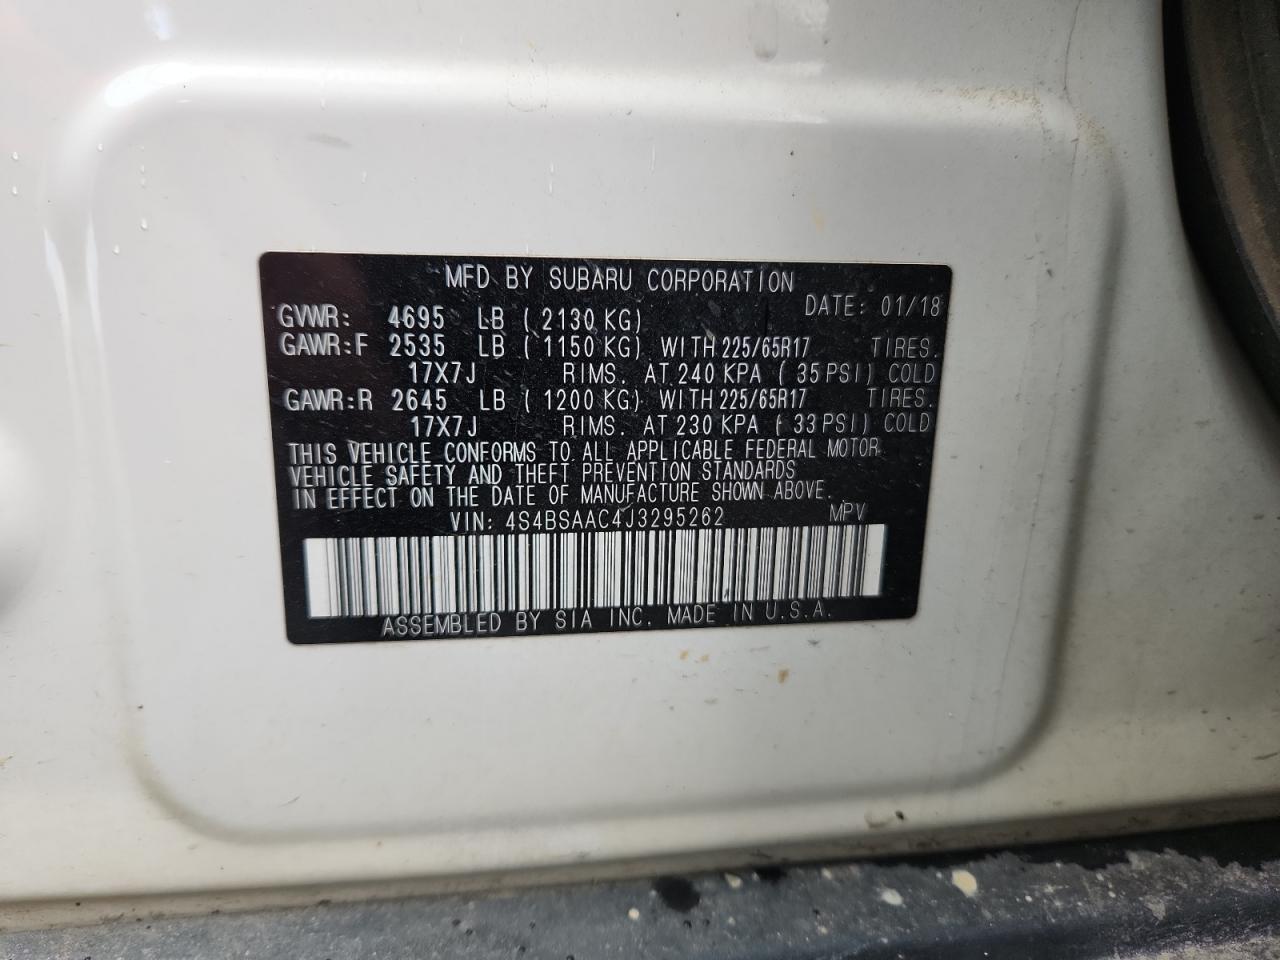 MFD BY SUBARU CORPORATION
DATE: 01/18
GVWR: 4695 LB ( 2130 KG)
GAWR:F 2535 LB ( 1150 KG) WITH 225/65R17 TIRES.
17X7J RIMS. AT 240 KPA ( 35 PSI) COLD
GAWR:R 2645 LB ( 1200 KG) WITH 225/65R17 TIRES.
17X7J RIMS. AT 230 KPA ( 33 PSI) COLD
THIS VEHICLE CONFORMS TO ALL APPLICABLE FEDERAL MOTOR
VEHICLE SAFETY AND THEFT PREVENTION STANDARDS
IN EFFECT ON THE DATE OF MANUFACTURE SHOWN ABOVE.
VIN: 4S4BSAAC4J3295262 MPV
ASSEMBLED BY SIA INC. MADE IN U.S.A.